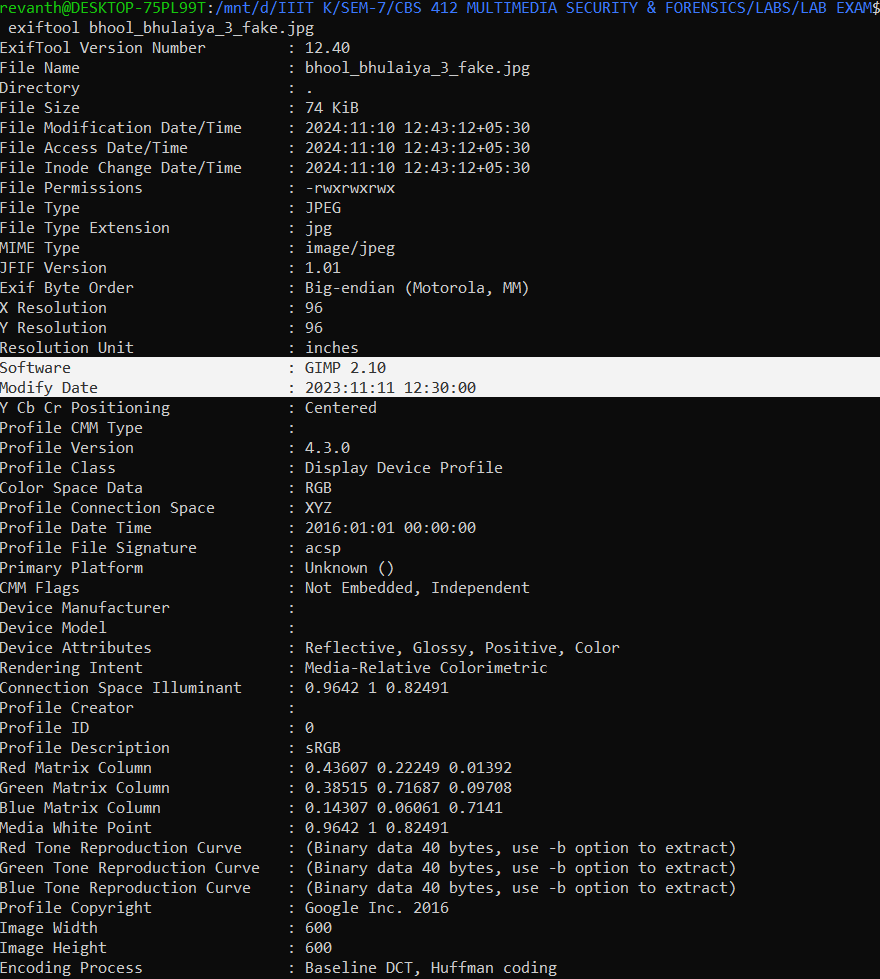 revanth@DESKTOP-75PL99T:/mnt/d/IIIT K/SEM-7/CBS 412 MULTIMEDIA SECURITY & FORENSICS/LABS/LAB EXAM$
exiftool bhool_bhulaiya_3_fake.jpg
ExifTool Version Number : 12.40
File Name : bhool_bhulaiya_3_fake.jpg
Directory : .
File Size : 74 KiB
File Modification Date/Time : 2024:11:10 12:43:12+05:30
File Access Date/Time : 2024:11:10 12:43:12+05:30
File Inode Change Date/Time : 2024:11:10 12:43:12+05:30
File Permissions : -rwxrwxrwx
File Type : JPEG
File Type Extension : jpg
MIME Type : image/jpeg
JFIF Version : 1.01
Exif Byte Order : Big-endian (Motorola, MM)
X Resolution : 96
Y Resolution : 96
Resolution Unit : inches
Software : GIMP 2.10
Modify Date : 2023:11:11 12:30:00
Y Cb Cr Positioning : Centered
Profile CMM Type :
Profile Version : 4.3.0
Profile Class : Display Device Profile
Color Space Data : RGB
Profile Connection Space : XYZ
Profile Date Time : 2016:01:01 00:00:00
Profile File Signature : acsp
Primary Platform : Unknown ()
CMM Flags : Not Embedded, Independent
Device Manufacturer :
Device Model :
Device Attributes : Reflective, Glossy, Positive, Color
Rendering Intent : Media-Relative Colorimetric
Connection Space Illuminant : 0.9642 1 0.82491
Profile Creator :
Profile ID : 0
Profile Description : sRGB
Red Matrix Column : 0.43607 0.22249 0.01392
Green Matrix Column : 0.38515 0.71687 0.09708
Blue Matrix Column : 0.14307 0.06061 0.7141
Media White Point : 0.9642 1 0.82491
Red Tone Reproduction Curve : (Binary data 40 bytes, use -b option to extract)
Green Tone Reproduction Curve : (Binary data 40 bytes, use -b option to extract)
Blue Tone Reproduction Curve : (Binary data 40 bytes, use -b option to extract)
Profile Copyright : Google Inc. 2016
Image Width : 600
Image Height : 600
Encoding Process : Baseline DCT, Huffman coding